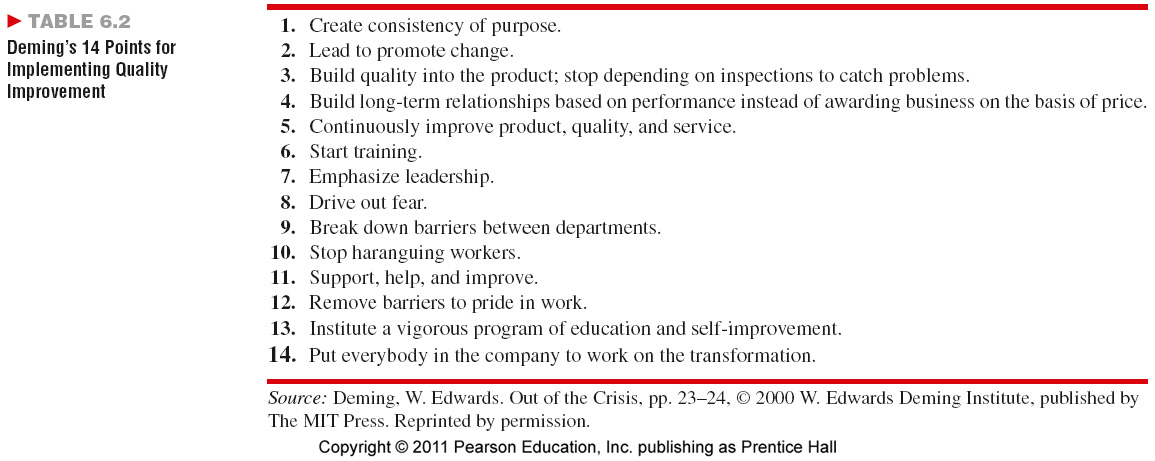 ► TABLE 6.2
Deming's 14 Points for
Implementing Quality
Improvement
1. Create consistency of purpose.
2. Lead to promote change.
3. Build quality into the product; stop depending on inspections to catch problems.
4. Build long-term relationships based on performance instead of awarding business on the basis of price.
5. Continuously improve product, quality, and service.
6. Start training.
7. Emphasize leadership.
8. Drive out fear.
9. Break down barriers between departments.
10. Stop haranguing workers.
11. Support, help, and improve.
12. Remove barriers to pride in work.
13. Institute a vigorous program of education and self-improvement.
14. Put everybody in the company to work on the transformation.
Source: Deming, W. Edwards. Out of the Crisis, pp. 23–24, © 2000 W. Edwards Deming Institute, published by
The MIT Press. Reprinted by permission.
Copyright © 2011 Pearson Education, Inc. publishing as Prentice Hall